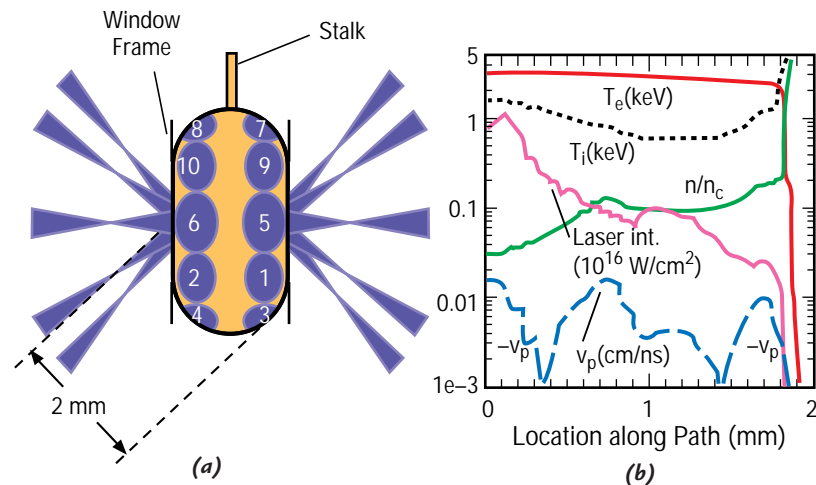 Window
Frame
Stalk
8
7
10
9
6
5
2
1
4
3
2 mm
(a)
5
1
0.1
0.01
1e–3
Tₑ(keV)
Tᵢ(keV)
n/n꜀
Laser int.
(10¹⁶ W/cm²)
–vₚ
vₚ(cm/ns)
–vₚ
0
1
2
Location along Path (mm)
(b)